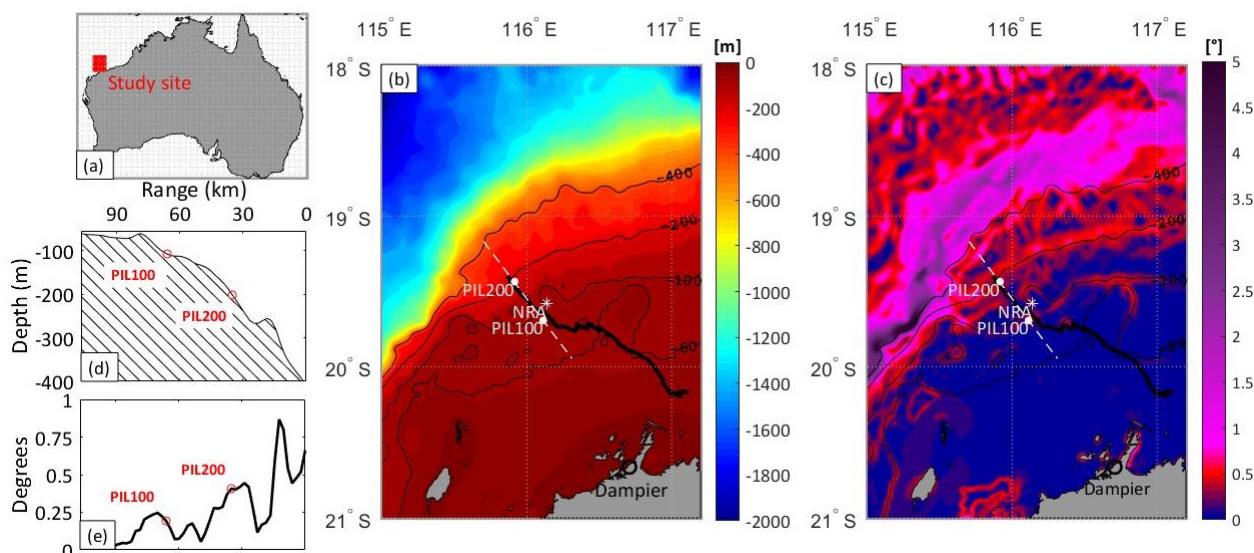 Study site
(a)
Range (km)
90 60 30 0
-100
-200
-300
-400
Depth (m)
PIL100
PIL200
(d)
1
0.75
0.5
0.25
0
Degrees
PIL100
PIL200
(e)
115° E 116° E 117° E
[m]
(b)
18° S
19° S
20° S
21° S
-400
-200
-100
-60
PIL200
NRA
PIL100
Dampier
0
-200
-400
-600
-800
-1000
-1200
-1400
-1600
-1800
-2000
115° E 116° E 117° E
[°]
(c)
18° S
19° S
20° S
21° S
-400
-200
-100
-60
PIL200
NRA
PIL100
Dampier
5
4.5
4
3.5
3
2.5
2
1.5
1
0.5
0